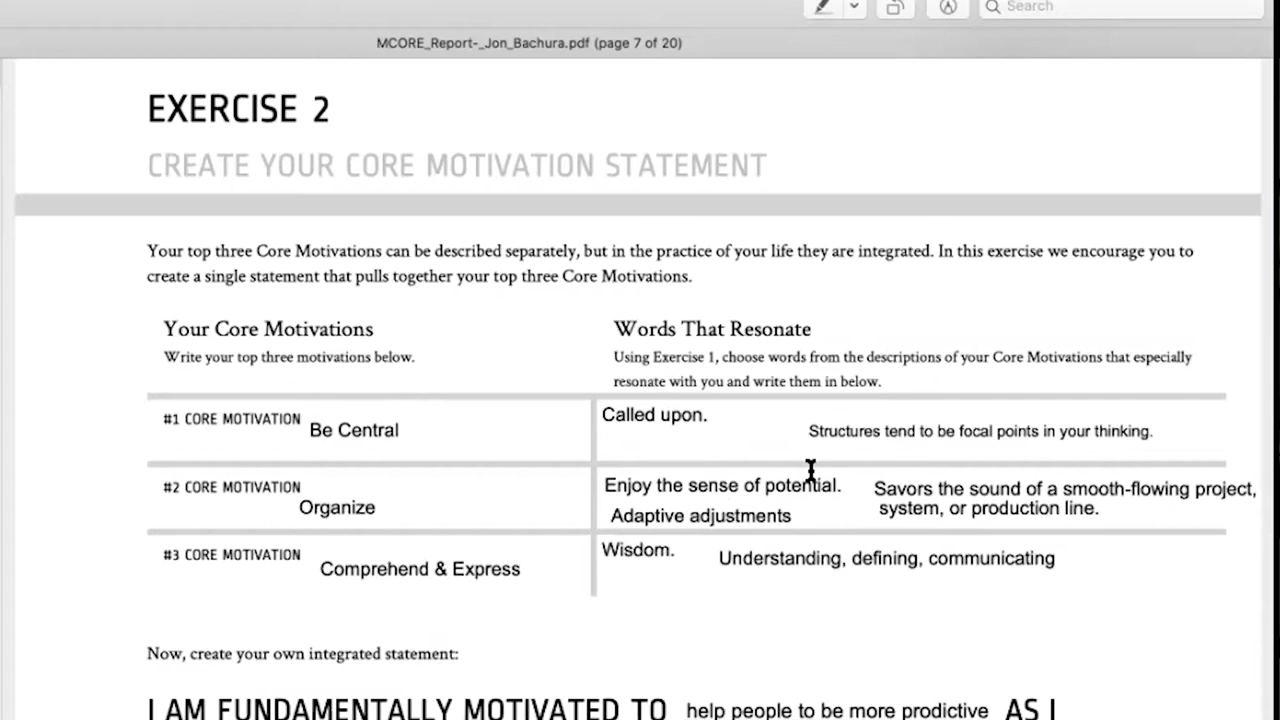 Search
MCORE_Report-_Jon_Bachura.pdf (page 7 of 20)
EXERCISE 2
CREATE YOUR CORE MOTIVATION STATEMENT
Your top three Core Motivations can be described separately, but in the practice of your life they are integrated. In this exercise we encourage you to
create a single statement that pulls together your top three Core Motivations.
Your Core Motivations
Write your top three motivations below.
Words That Resonate
Using Exercise 1, choose words from the descriptions of your Core Motivations that especially
resonate with you and write them in below.
#1 CORE MOTIVATION Be Central
Called upon.
Structures tend to be focal points in your thinking.
#2 CORE MOTIVATION
Organize
Enjoy the sense of potential.
Adaptive adjustments
Savors the sound of a smooth-flowing project,
system, or production line.
#3 CORE MOTIVATION
Comprehend & Express
Wisdom.
Understanding, defining, communicating
Now, create your own integrated statement:
I AM FUNDAMENTALLY MOTIVATED TO help people to be more prodictive AS I